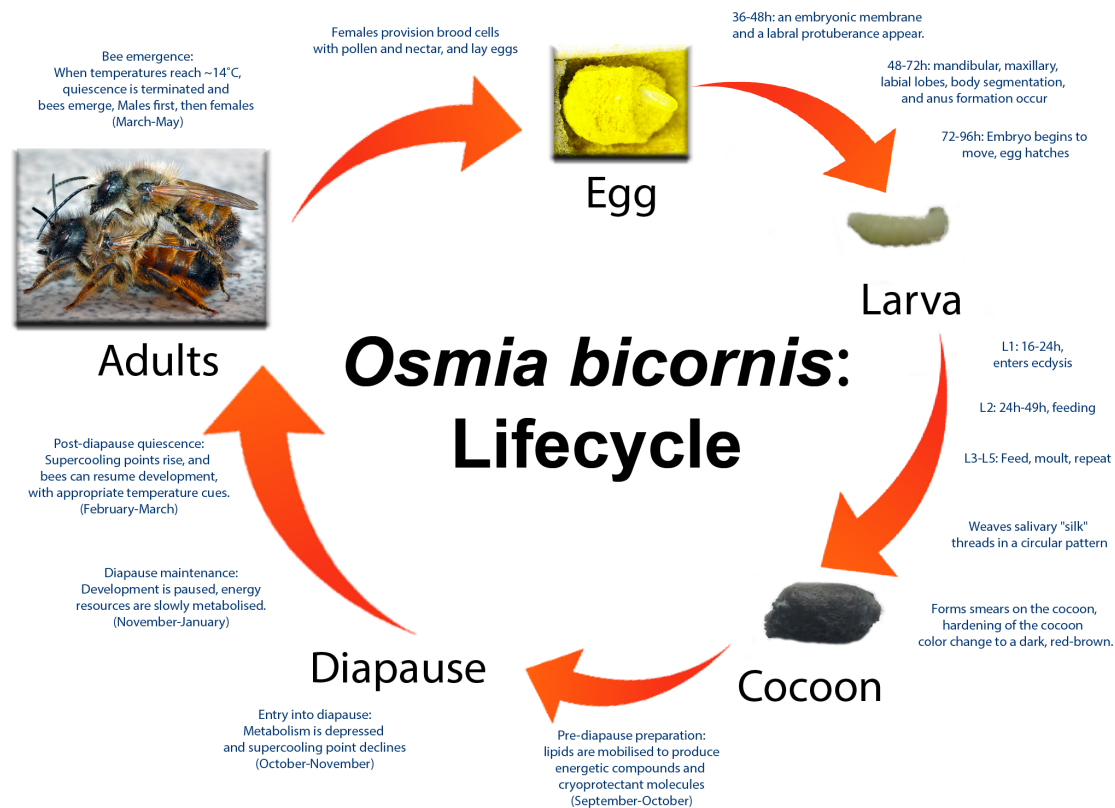 Females provision brood cells
with pollen and nectar, and lay eggs
36-48h: an embryonic membrane
and a labral protuberance appear.
48-72h: mandibular, maxillary,
labial lobes, body segmentation,
and anus formation occur
72-96h: Embryo begins to
move, egg hatches
Bee emergence:
When temperatures reach ~14˚C,
quiescence is terminated and
bees emerge, Males first, then females
(March-May)
Egg
Larva
Adults
Osmia bicornis:
Lifecycle
L1: 16-24h,
enters ecdysis
L2: 24h-49h, feeding
L3-L5: Feed, moult, repeat
Weaves salivary "silk"
threads in a circular pattern
Forms smears on the cocoon,
hardening of the cocoon
color change to a dark, red-brown.
Cocoon
Pre-diapause preparation:
lipids are mobilised to produce
energetic compounds and
cryoprotectant molecules
(September-October)
Diapause
Entry into diapause:
Metabolism is depressed
and supercooling point declines
(October-November)
Diapause maintenance:
Development is paused, energy
resources are slowly metabolised.
(November-January)
Post-diapause quiescence:
Supercooling points rise, and
bees can resume development,
with appropriate temperature cues.
(February-March)